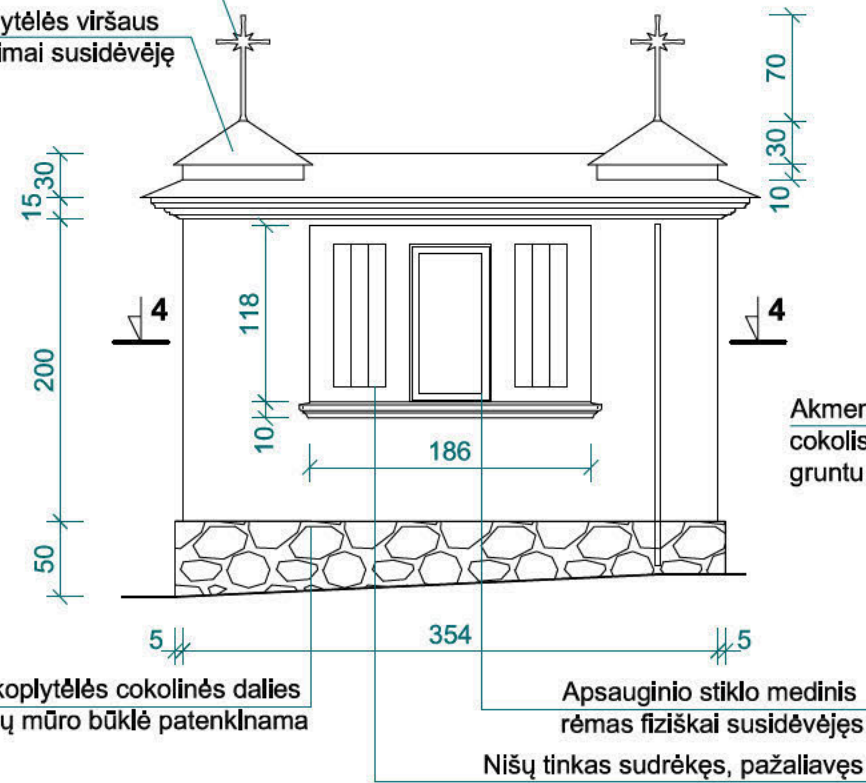 ytėlės viršaus
imai susidėvėję
70
30
10
30
15
4
118
4
200
10
186
Akmer
cokolis
gruntu
50
5
354
5
koplytėlės cokolinės dalies
ų mūro būklė patenkinama
Apsauginio stiklo medinis
rėmas fiziškai susidėvėjęs
Nišų tinkas sudrėkęs, pažaliavęs